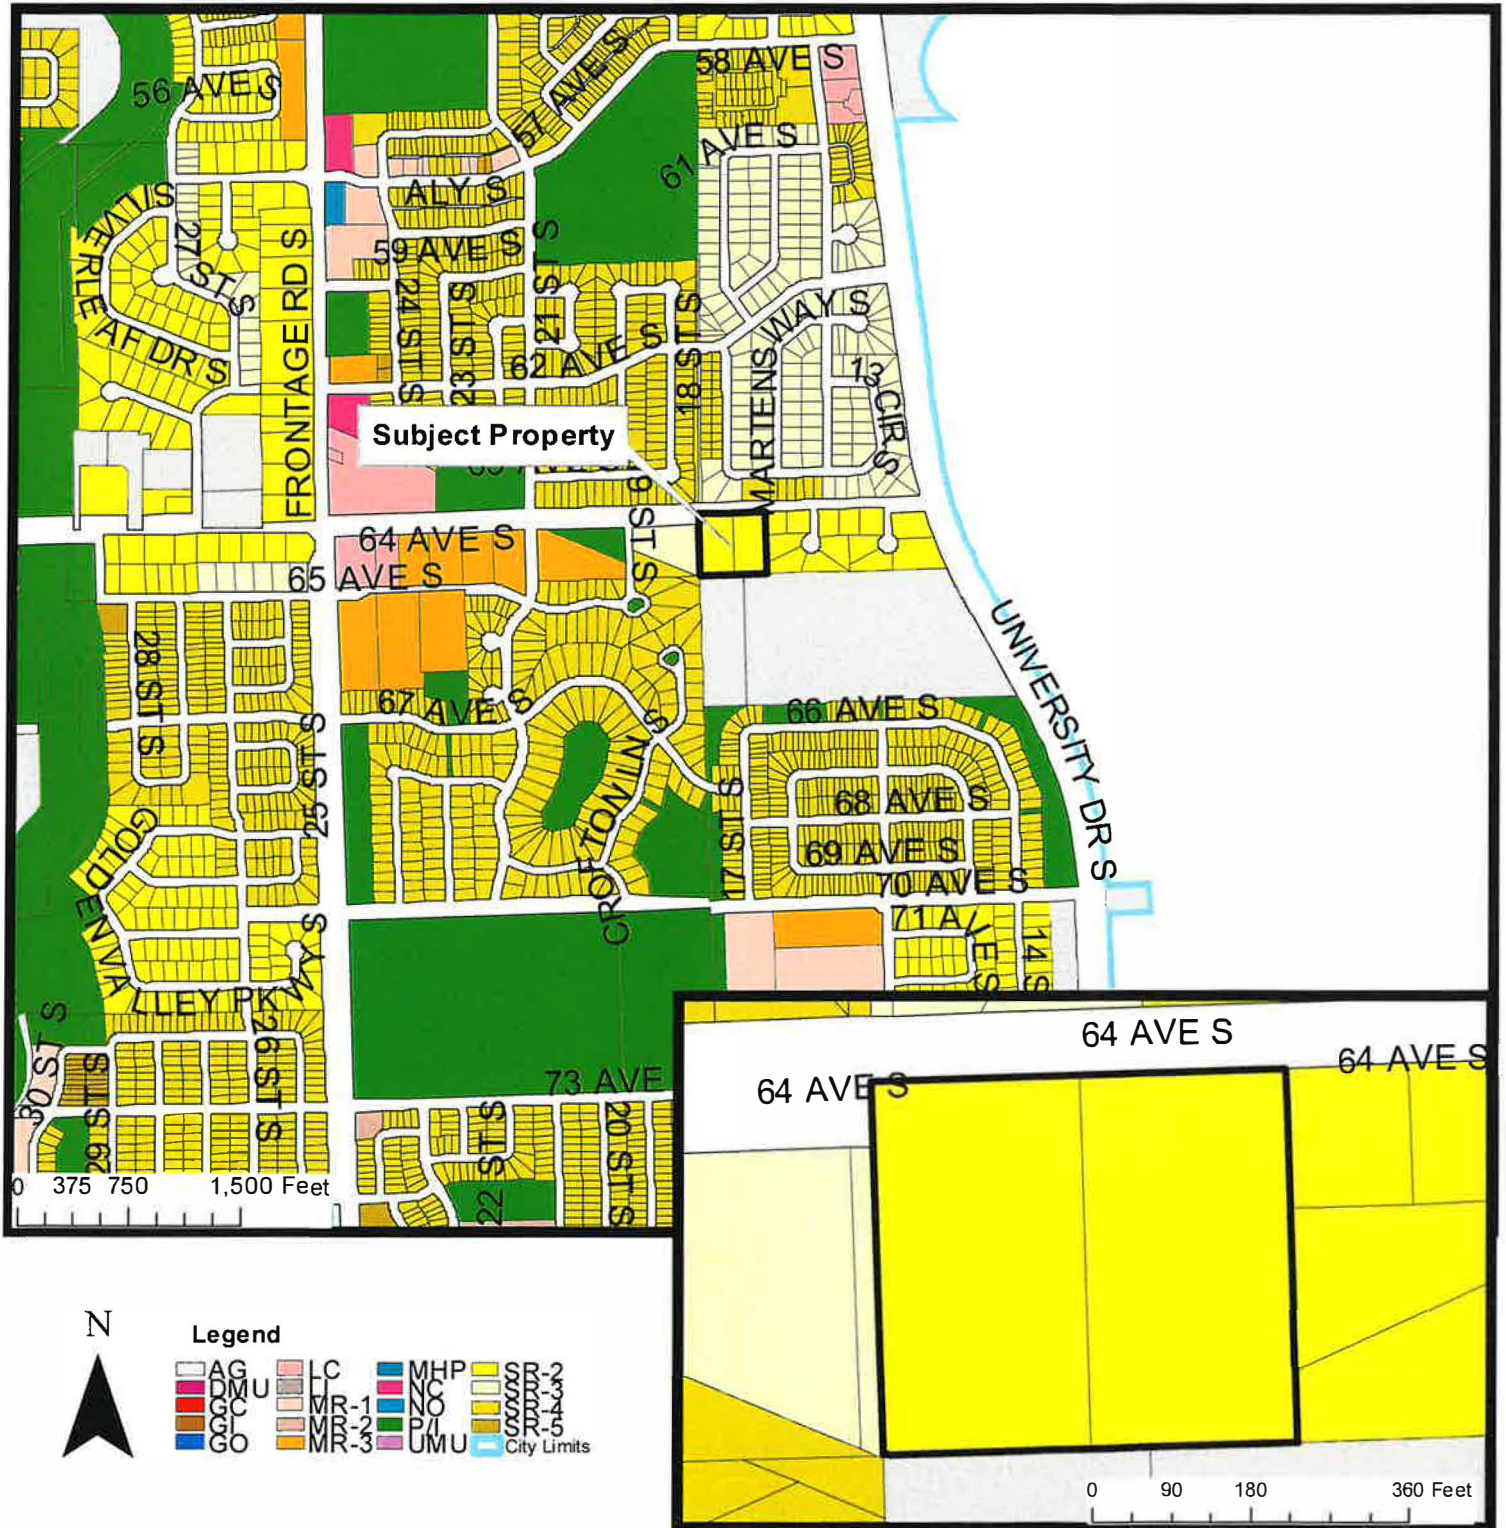 58 AVE S
56 AVE S
57 AVE S
61 AVE S
SILVERLEAF DR S
27 ST S
ALY S
59 AVE S
FRONTAGE RD S
24 ST S
23 ST S
21 ST S
62 AVE S
18 ST S
WAY S
MARTENS
13 CIR S
Subject Property
9 ST S
64 AVE S
65 AVE S
UNIVERSITY DR S
28 ST S
67 AVE S
66 AVE S
25 ST S
CROFTON LN S
17 ST S
68 AVE S
69 AVE S
70 AVE S
71 AVE S
14 S
GOLDENVALLEY PKWY S
26 ST S
30 ST S
29 ST S
73 AVE
22 ST S
20 ST S
0 375 750 1,500 Feet
64 AVE S
64 AVE S
64 AVE S
0 90 180 360 Feet
N
Legend
AG LC MHP SR-2
DMU LI NC SR-3
GC MR-1 NO SR-4
GI MR-2 P/I SR-5
GO MR-3 UMU City Limits